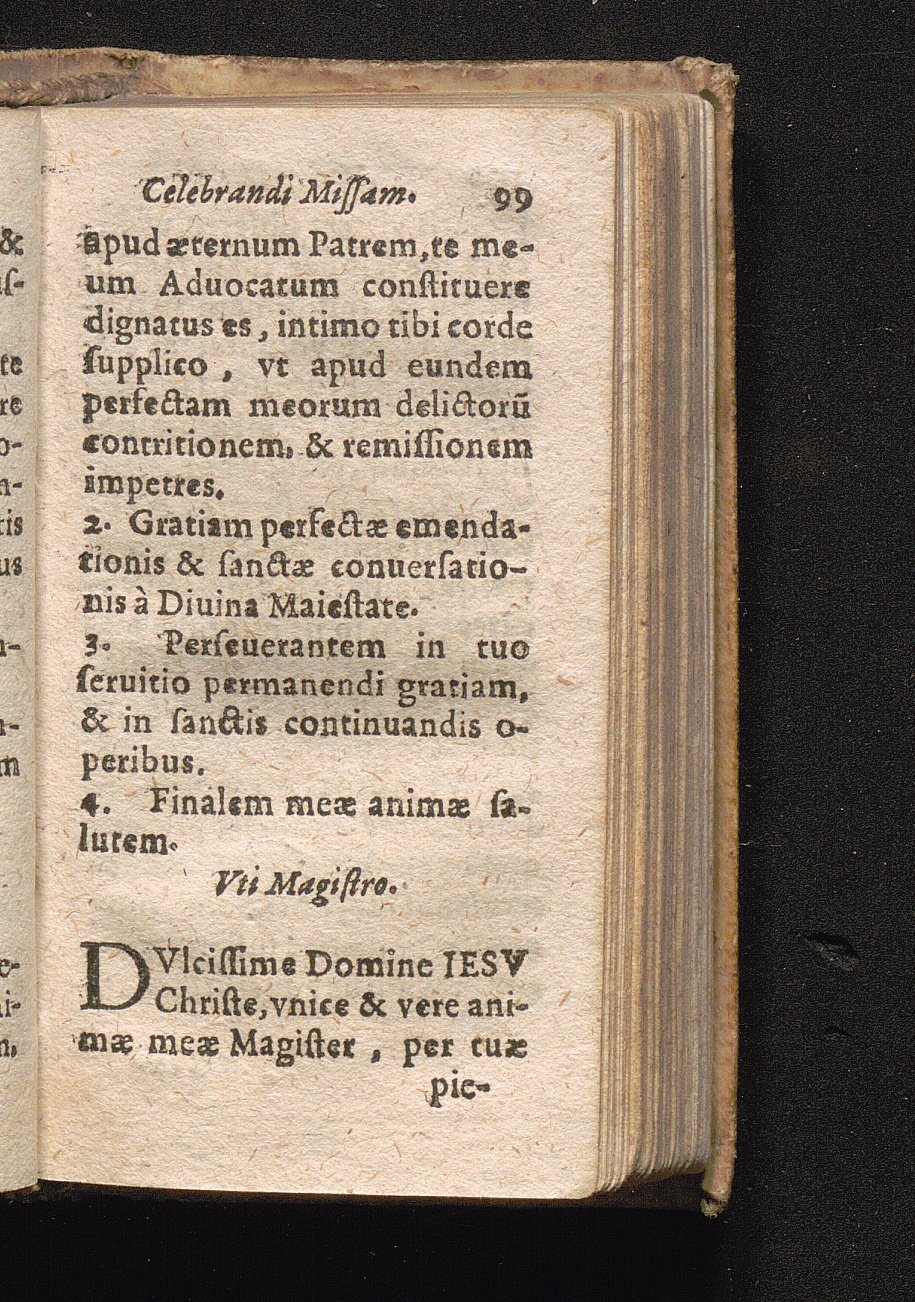 Celebrandi Miſſam. 99
apud æternum Patrem, te me-
um Aduocatum conſtituere
dignatus es, intimo tibi corde
ſupplico, vt apud eundem
perfectam meorum delictorū
contritionem, & remiſſionem
impetres.
2. Gratiam perfectæ emenda-
tionis & ſanctæ conuerſatio-
nis à Diuina Maieſtate.
3. Perſeuerantem in tuo
ſeruitio permanendi gratiam,
& in ſanctis continuandis o-
peribus.
4. Finalem meæ animæ ſa-
lutem.
Vti Magiſtro.
DVlciſſime Domine IESV
Chriſte, vnice & vere ani-
mæ meæ Magiſter, per tuæ
pie-